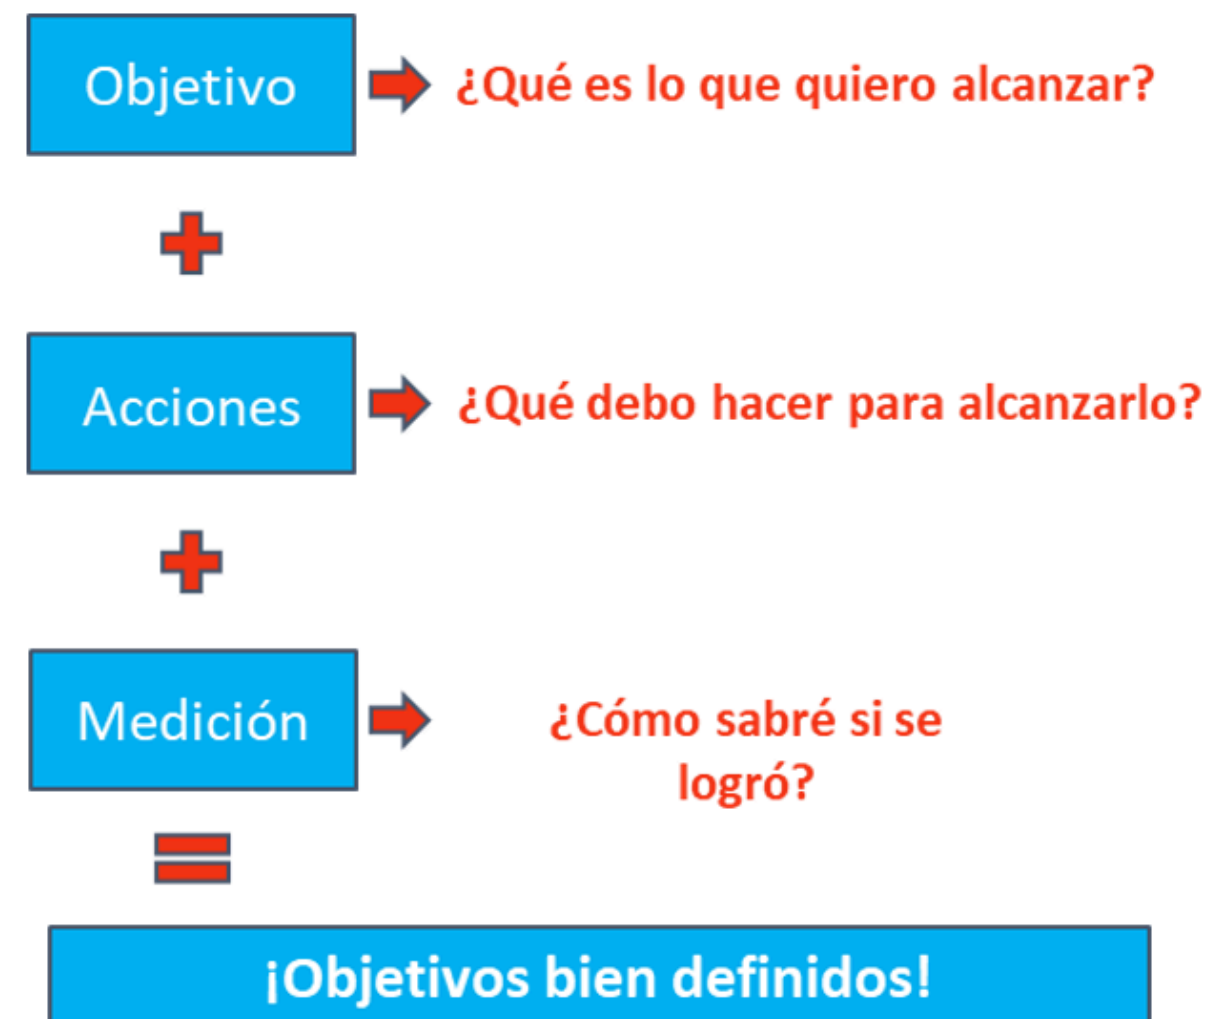 Objetivo
¿Qué es lo que quiero alcanzar?
Acciones
¿Qué debo hacer para alcanzarlo?
Medición
¿Cómo sabré si se
logró?
¡Objetivos bien definidos!